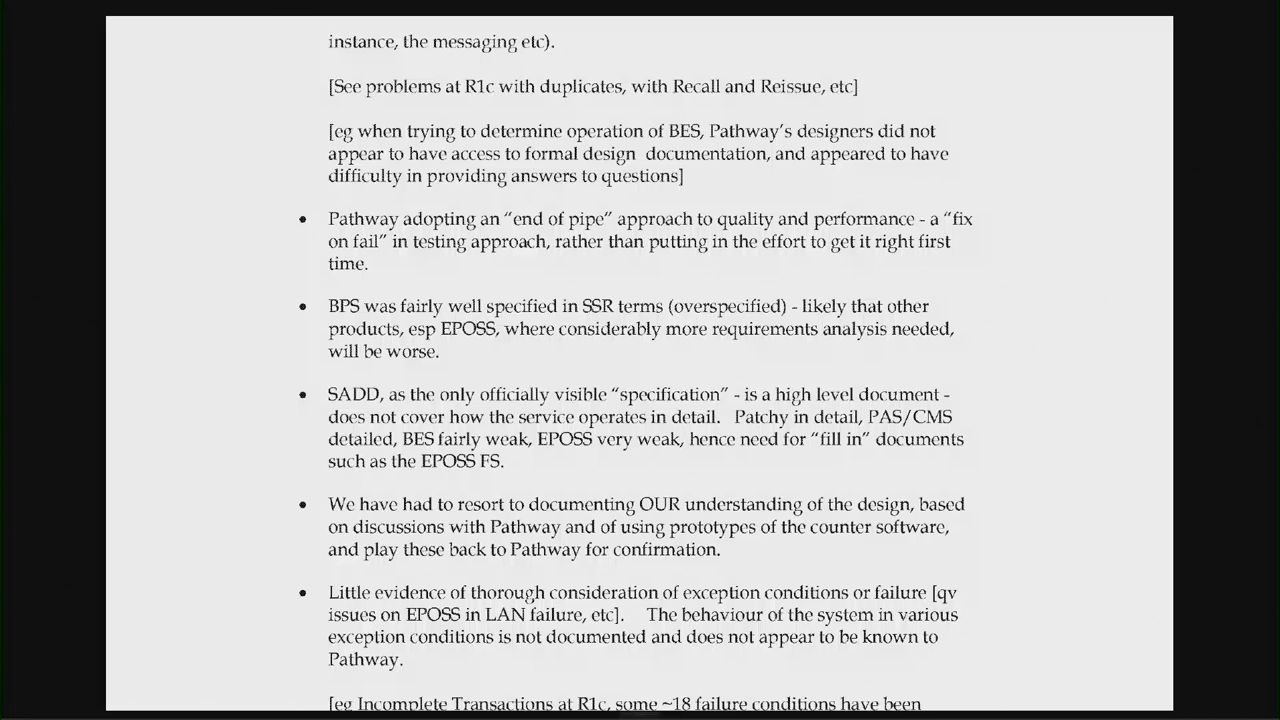 instance, the messaging etc).
[See problems at R1c with duplicates, with Recall and Reissue, etc]
[eg when trying to determine operation of BES, Pathway's designers did not
appear to have access to formal design  documentation, and appeared to have
difficulty in providing answers to questions]
• Pathway adopting an "end of pipe" approach to quality and performance - a "fix
on fail" in testing approach, rather than putting in the effort to get it right first
time.
• BPS was fairly well specified in SSR terms (overspecified) - likely that other
products, esp EPOSS, where considerably more requirements analysis needed,
will be worse.
• SADD, as the only officially visible "specification" - is a high level document -
does not cover how the service operates in detail.   Patchy in detail, PAS/CMS
detailed, BES fairly weak, EPOSS very weak, hence need for "fill in" documents
such as the EPOSS FS.
• We have had to resort to documenting OUR understanding of the design, based
on discussions with Pathway and of using prototypes of the counter software,
and play these back to Pathway for confirmation.
• Little evidence of thorough consideration of exception conditions or failure [qv
issues on EPOSS in LAN failure, etc].    The behaviour of the system in various
exception conditions is not documented and does not appear to be known to
Pathway.
[eg Incomplete Transactions at R1c, some ~18 failure conditions have been